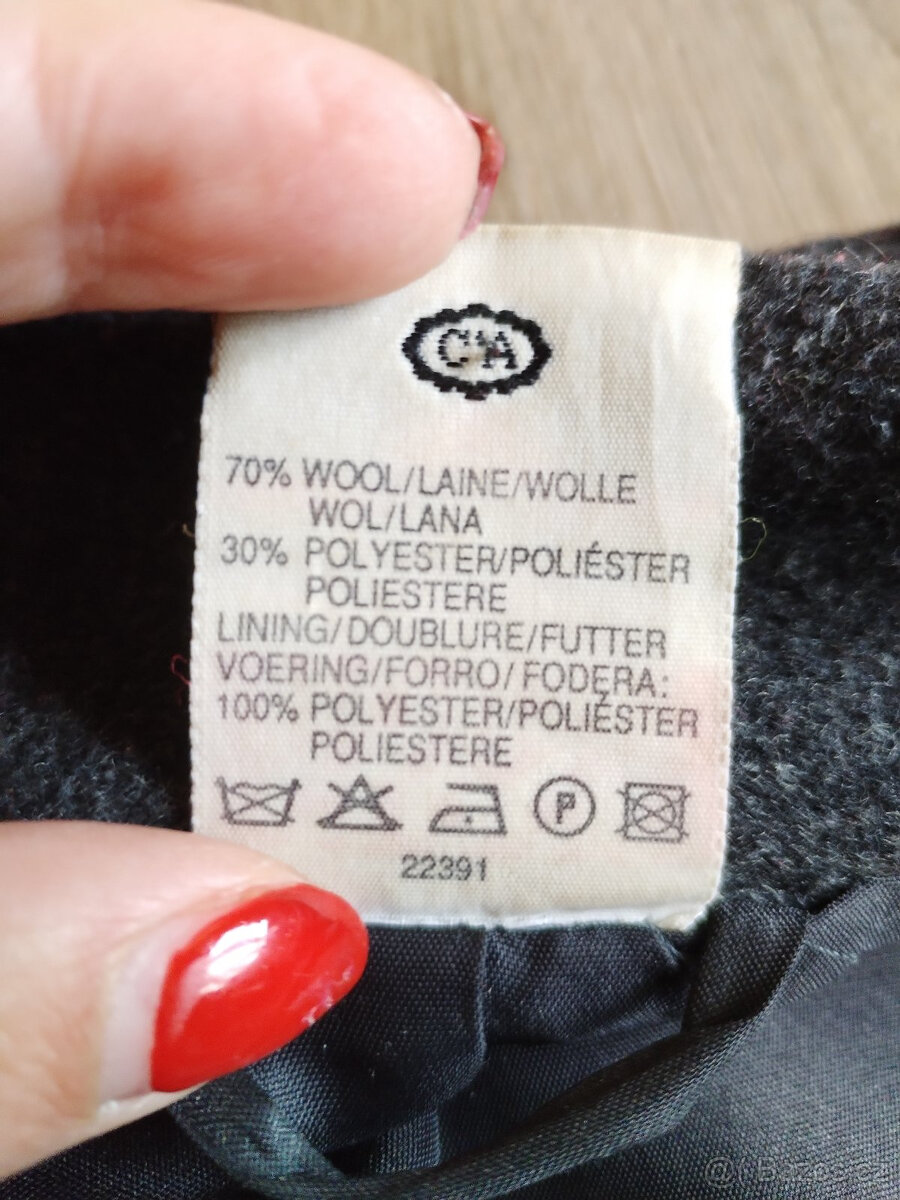 C&A
70% WOOL/LAINE/WOLLE
WOL/LANA
30% POLYESTER/POLIÉSTER
POLIESTERE
LINING/DOUBLURE/FUTTER
VOERING/FORRO/FODERA:
100% POLYESTER/POLIÉSTER
POLIESTERE
P
22391